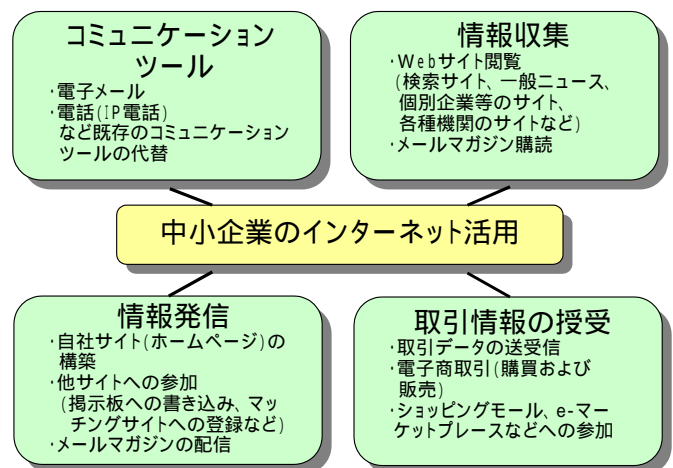 コミュニケーション
ツール
・電子メール
・電話(IP電話)
など既存のコミュニケーション
ツールの代替
情報収集
・Webサイト閲覧
(検索サイト、一般ニュース、
個別企業等のサイト、
各種機関のサイトなど)
・メールマガジン購読
中小企業のインターネット活用
情報発信
・自社サイト(ホームページ)の
構築
・他サイトへの参加
(掲示板への書き込み、マッ
チングサイトへの登録など)
・メールマガジンの配信
取引情報の授受
・取引データの送受信
・電子商取引(購買および
販売)
・ショッピングモール、e-マー
ケットプレースなどへの参加